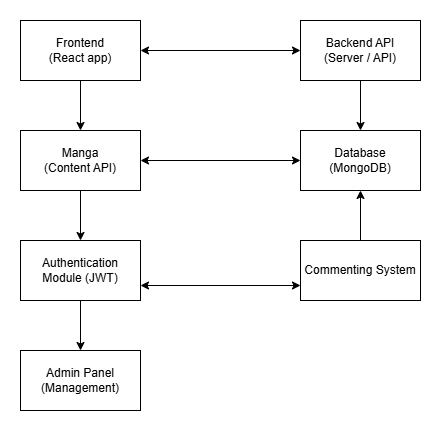 Frontend
(React app)
Backend API
(Server / API)
Manga
(Content API)
Database
(MongoDB)
Authentication
Module (JWT)
Commenting System
Admin Panel
(Management)